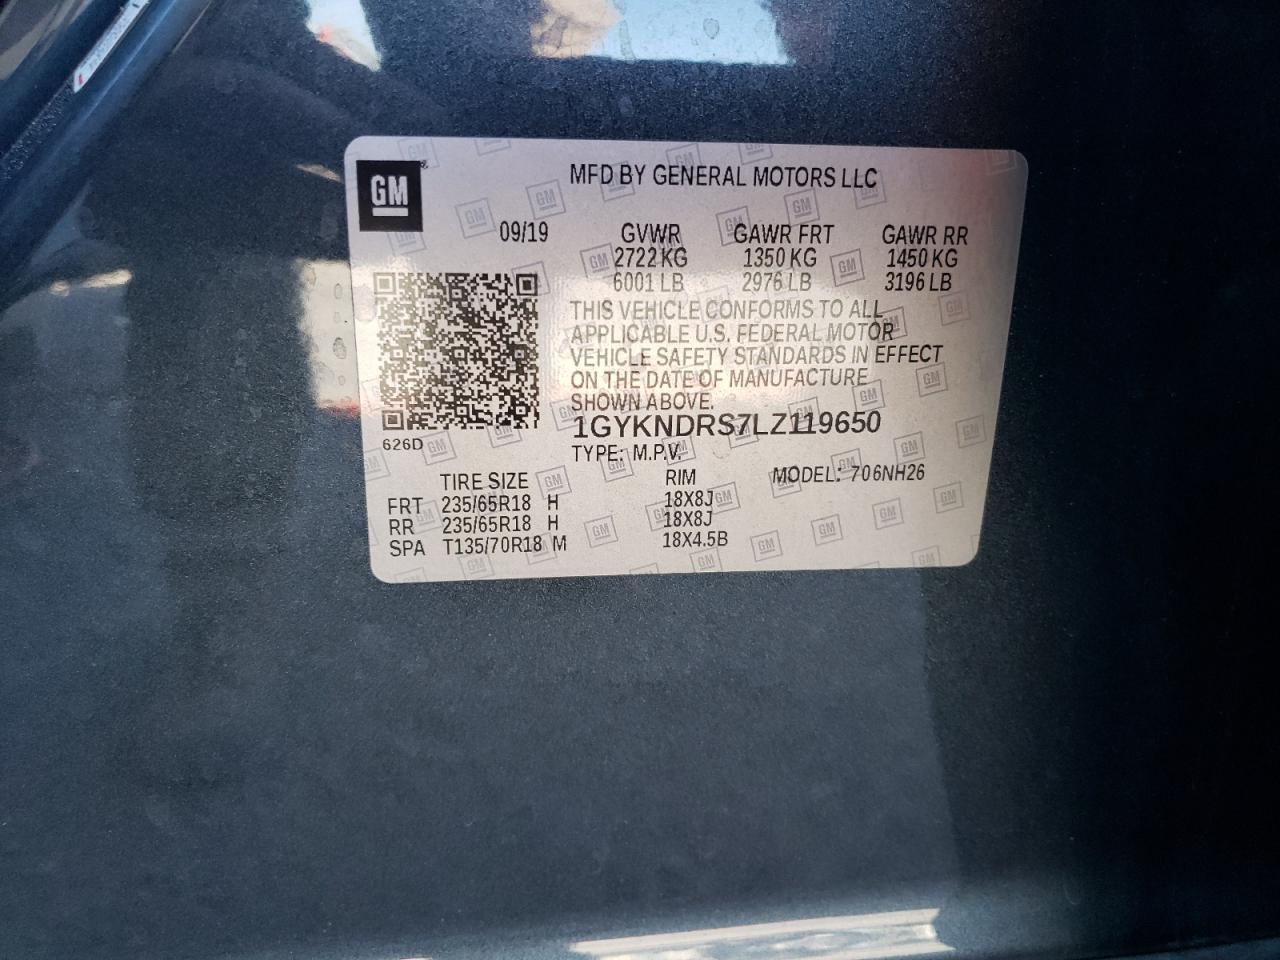 GM
MFD BY GENERAL MOTORS LLC
09/19 GVWR GAWR FRT GAWR RR
2722 KG 1350 KG 1450 KG
6001 LB 2976 LB 3196 LB
THIS VEHICLE CONFORMS TO ALL
APPLICABLE U.S. FEDERAL MOTOR
VEHICLE SAFETY STANDARDS IN EFFECT
ON THE DATE OF MANUFACTURE
SHOWN ABOVE.
626D
1GYKNDRS7LZ119650
TYPE: M.P.V.
TIRE SIZE RIM MODEL: 706NH26
FRT 235/65R18 H 18X8J
RR 235/65R18 H 18X8J
SPA T135/70R18 M 18X4.5B